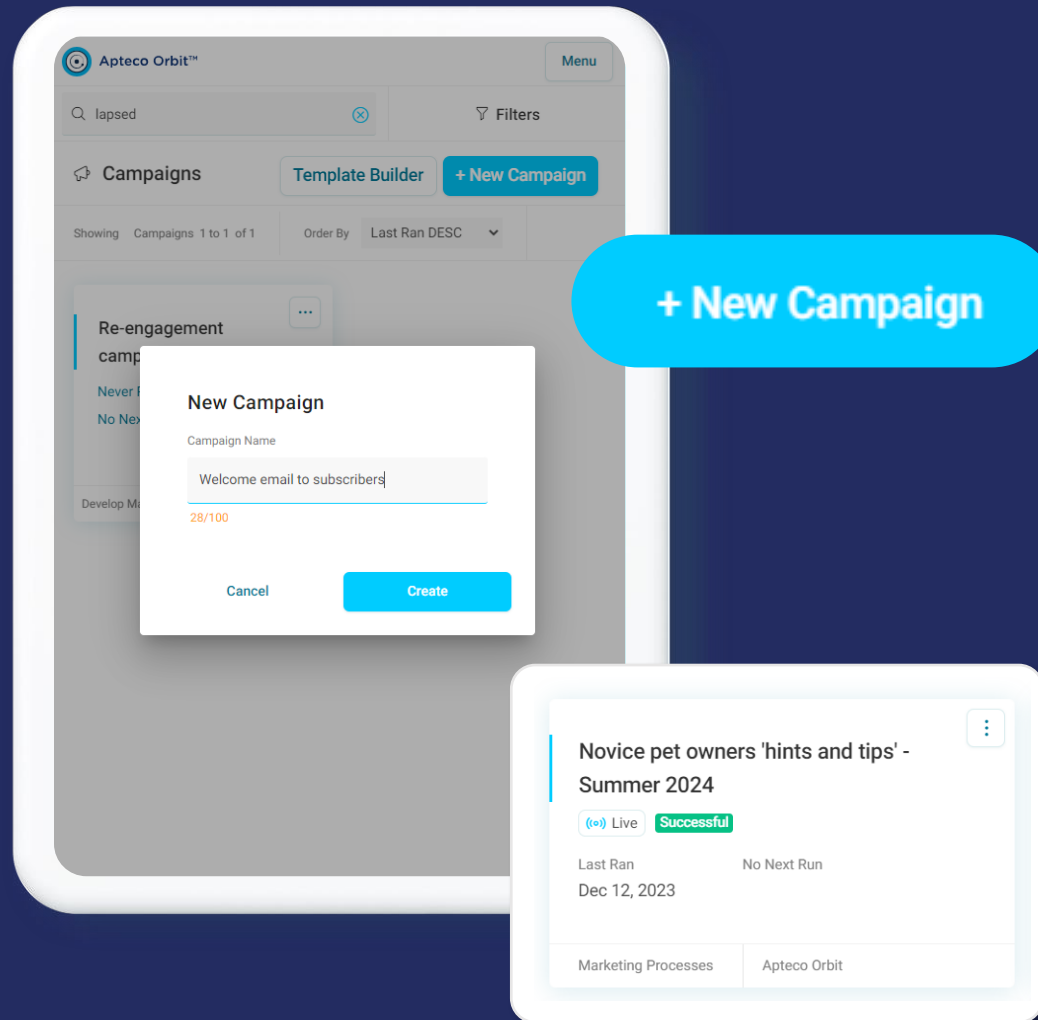 Apteco Orbit™
Menu
lapsed
Filters
Campaigns
Template Builder
+ New Campaign
Showing Campaigns 1 to 1 of 1
Order By Last Ran DESC
Re-engagement
camp
Never
No Nex
Develop Ma
New Campaign
Campaign Name
Welcome email to subscribers
28/100
Cancel
Create
+ New Campaign
Novice pet owners 'hints and tips' -
Summer 2024
Live Successful
Last Ran No Next Run
Dec 12, 2023
Marketing Processes Apteco Orbit